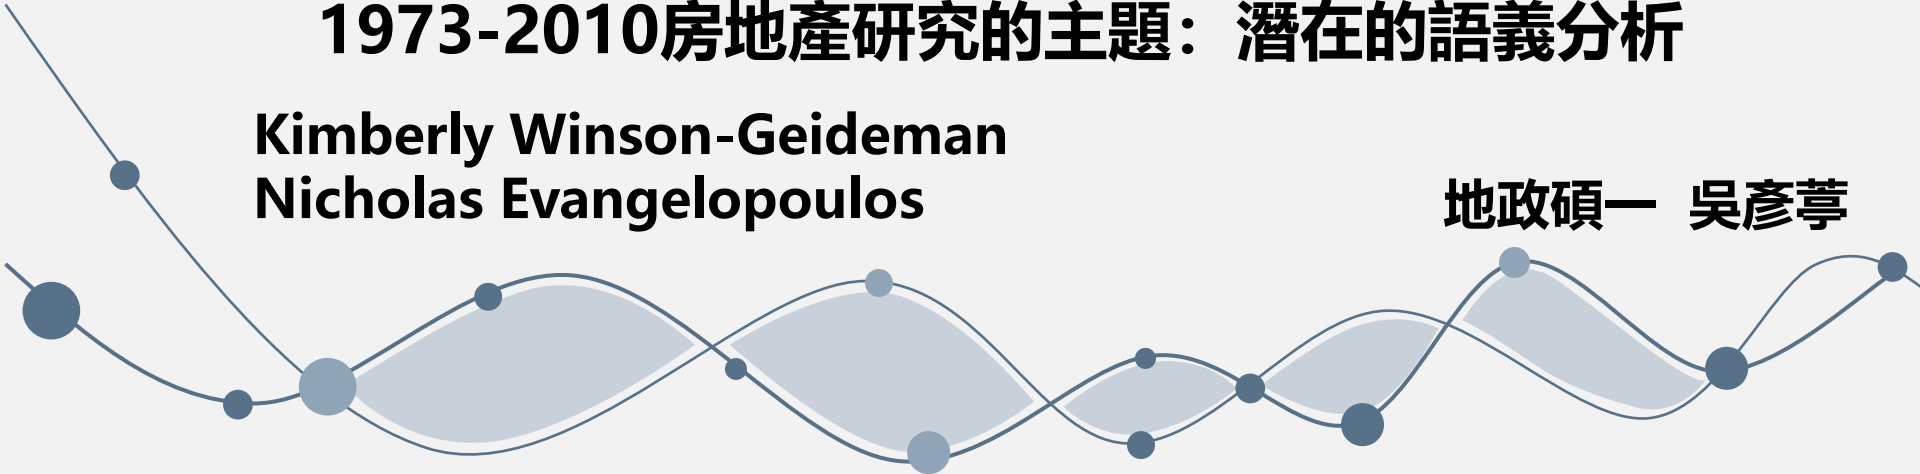 1973-2010房地產研究的主題：潛在的語義分析
Kimberly Winson-Geideman
Nicholas Evangelopoulos
地政碩一 吳彥葶